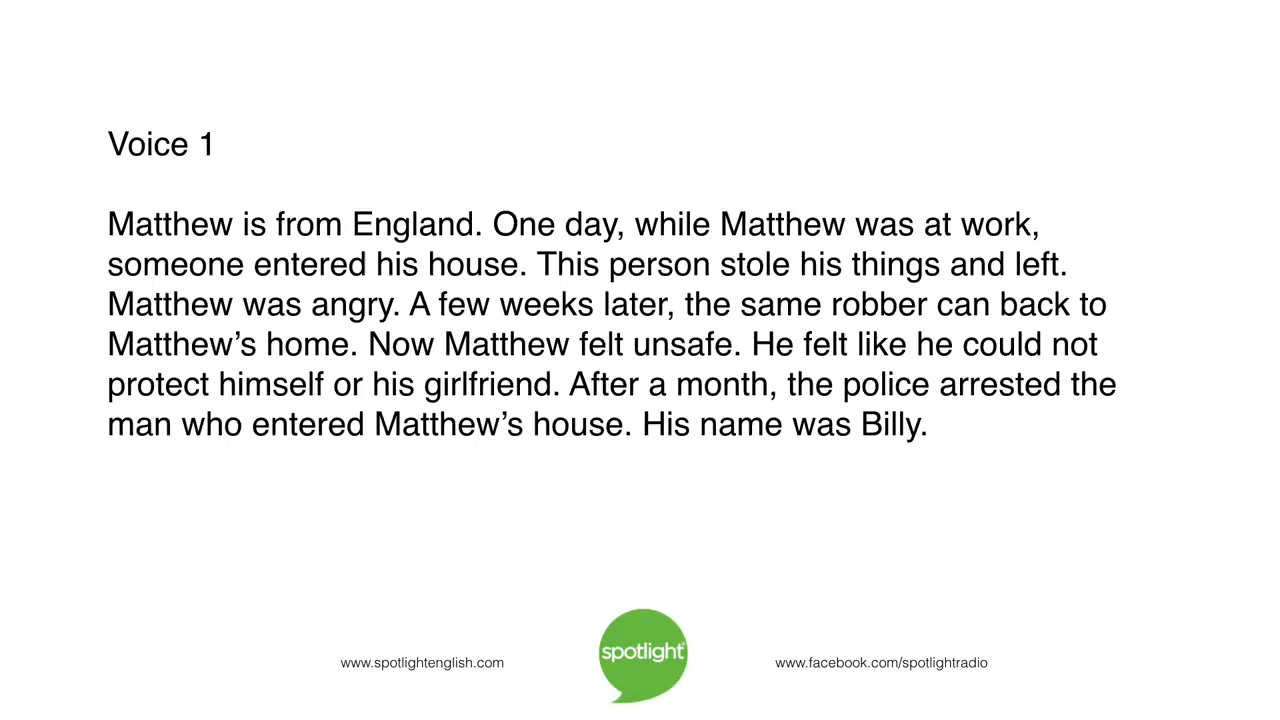 Voice 1
Matthew is from England. One day, while Matthew was at work,
someone entered his house. This person stole his things and left.
Matthew was angry. A few weeks later, the same robber can back to
Matthew’s home. Now Matthew felt unsafe. He felt like he could not
protect himself or his girlfriend. After a month, the police arrested the
man who entered Matthew’s house. His name was Billy.
www.spotlightenglish.com
spotlight
www.facebook.com/spotlightradio